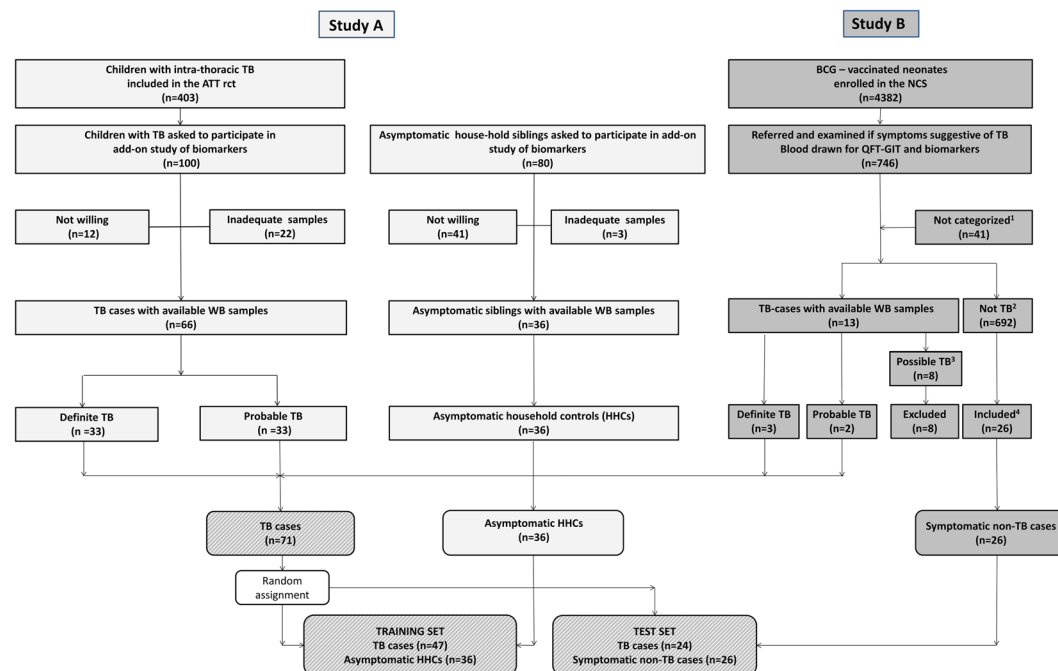 Study A
Study B
Children with intra-thoracic TB
included in the ATT rct
(n=403)
BCG – vaccinated neonates
enrolled in the NCS
(n=4382)
Children with TB asked to participate in
add-on study of biomarkers
(n=100)
Asymptomatic house-hold siblings asked to participate in add-on
study of biomarkers
(n=80)
Referred and examined if symptoms suggestive of TB
Blood drawn for QFT-GIT and biomarkers
(n=746)
Not willing
(n=12)
Inadequate samples
(n=22)
Not willing
(n=41)
Inadequate samples
(n=3)
Not categorized¹
(n=41)
TB cases with available WB samples
(n=66)
Asymptomatic siblings with available WB samples
(n=36)
TB-cases with available WB samples
(n=13)
Not TB²
(n=692)
Possible TB³
(n=8)
Definite TB
(n =33)
Probable TB
(n =33)
Asymptomatic household controls (HHCs)
(n=36)
Definite TB
(n=3)
Probable TB
(n=2)
Excluded
(n=8)
Included⁴
(n=26)
TB cases
(n=71)
Asymptomatic HHCs
(n=36)
Symptomatic non-TB cases
(n=26)
Random
assignment
TRAINING SET
TB cases (n=47)
Asymptomatic HHCs (n=36)
TEST SET
TB cases (n=24)
Symptomatic non-TB cases (n=26)